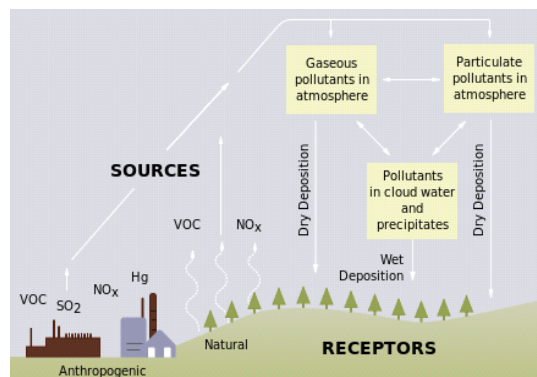 Gaseous
pollutants in
atmosphere
Particulate
pollutants in
atmosphere
SOURCES
Dry Deposition
Pollutants
in cloud water
and
precipitates
Dry Deposition
VOC
NOx
Wet
Deposition
VOC
SO2
NOx
Hg
Natural
RECEPTORS
Anthropogenic